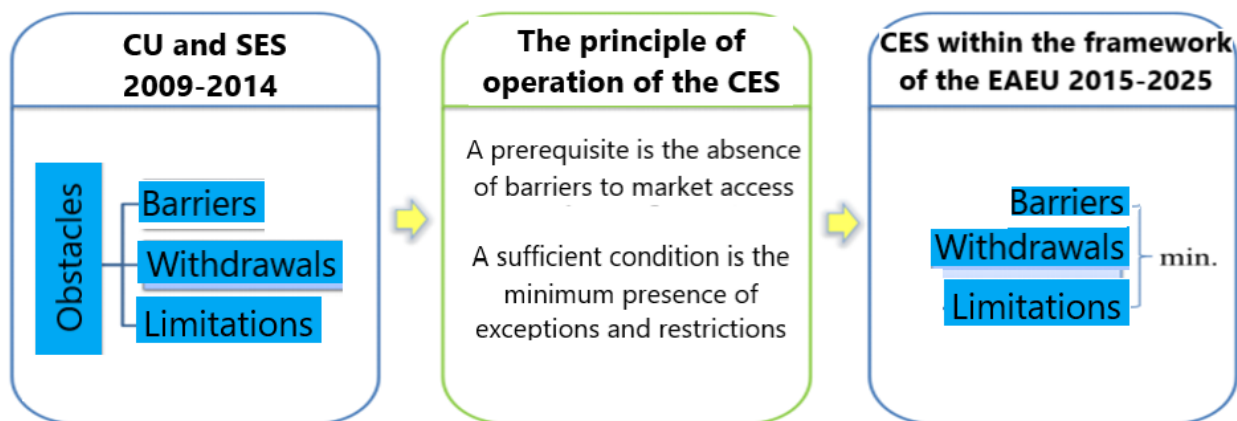 CU and SES
2009-2014
Obstacles
Barriers
Withdrawals
Limitations
The principle of
operation of the CES
A prerequisite is the absence
of barriers to market access
A sufficient condition is the
minimum presence of
exceptions and restrictions
CES within the framework
of the EAEU 2015-2025
Barriers
Withdrawals
Limitations
min.